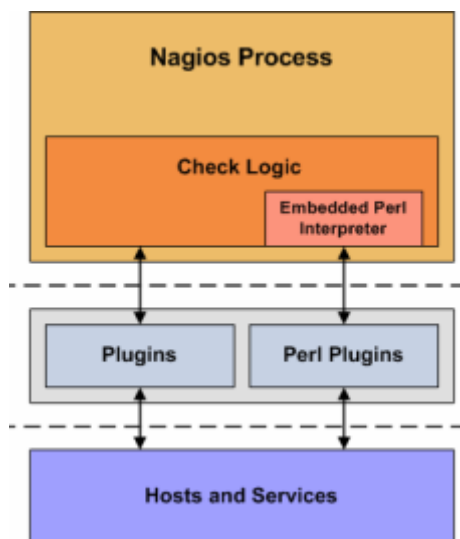 Nagios Process
Check Logic
Embedded Perl
Interpreter
Plugins
Perl Plugins
Hosts and Services